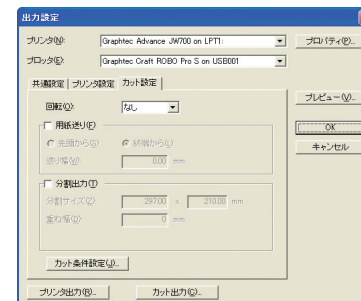 出力設定
プリンタ(N): Graphtec Advance JW700 on LPT1: プロパティ(P)...
プロッタ(E): Graphtec Craft ROBO Pro S on USB001
共通設定 プリンタ設定 カット設定
プレビュー(V)...
回転(O): なし
OK
用紙送り(F)
キャンセル
先頭から(S) 終端から(L)
送り幅(W): 0.00 mm
分割出力(T)
分割サイズ(Z): 297.00 x 210.00 mm
重ね幅(D): 0 mm
カット条件設定(J)...
プリンタ出力(R)... カット出力(C)...